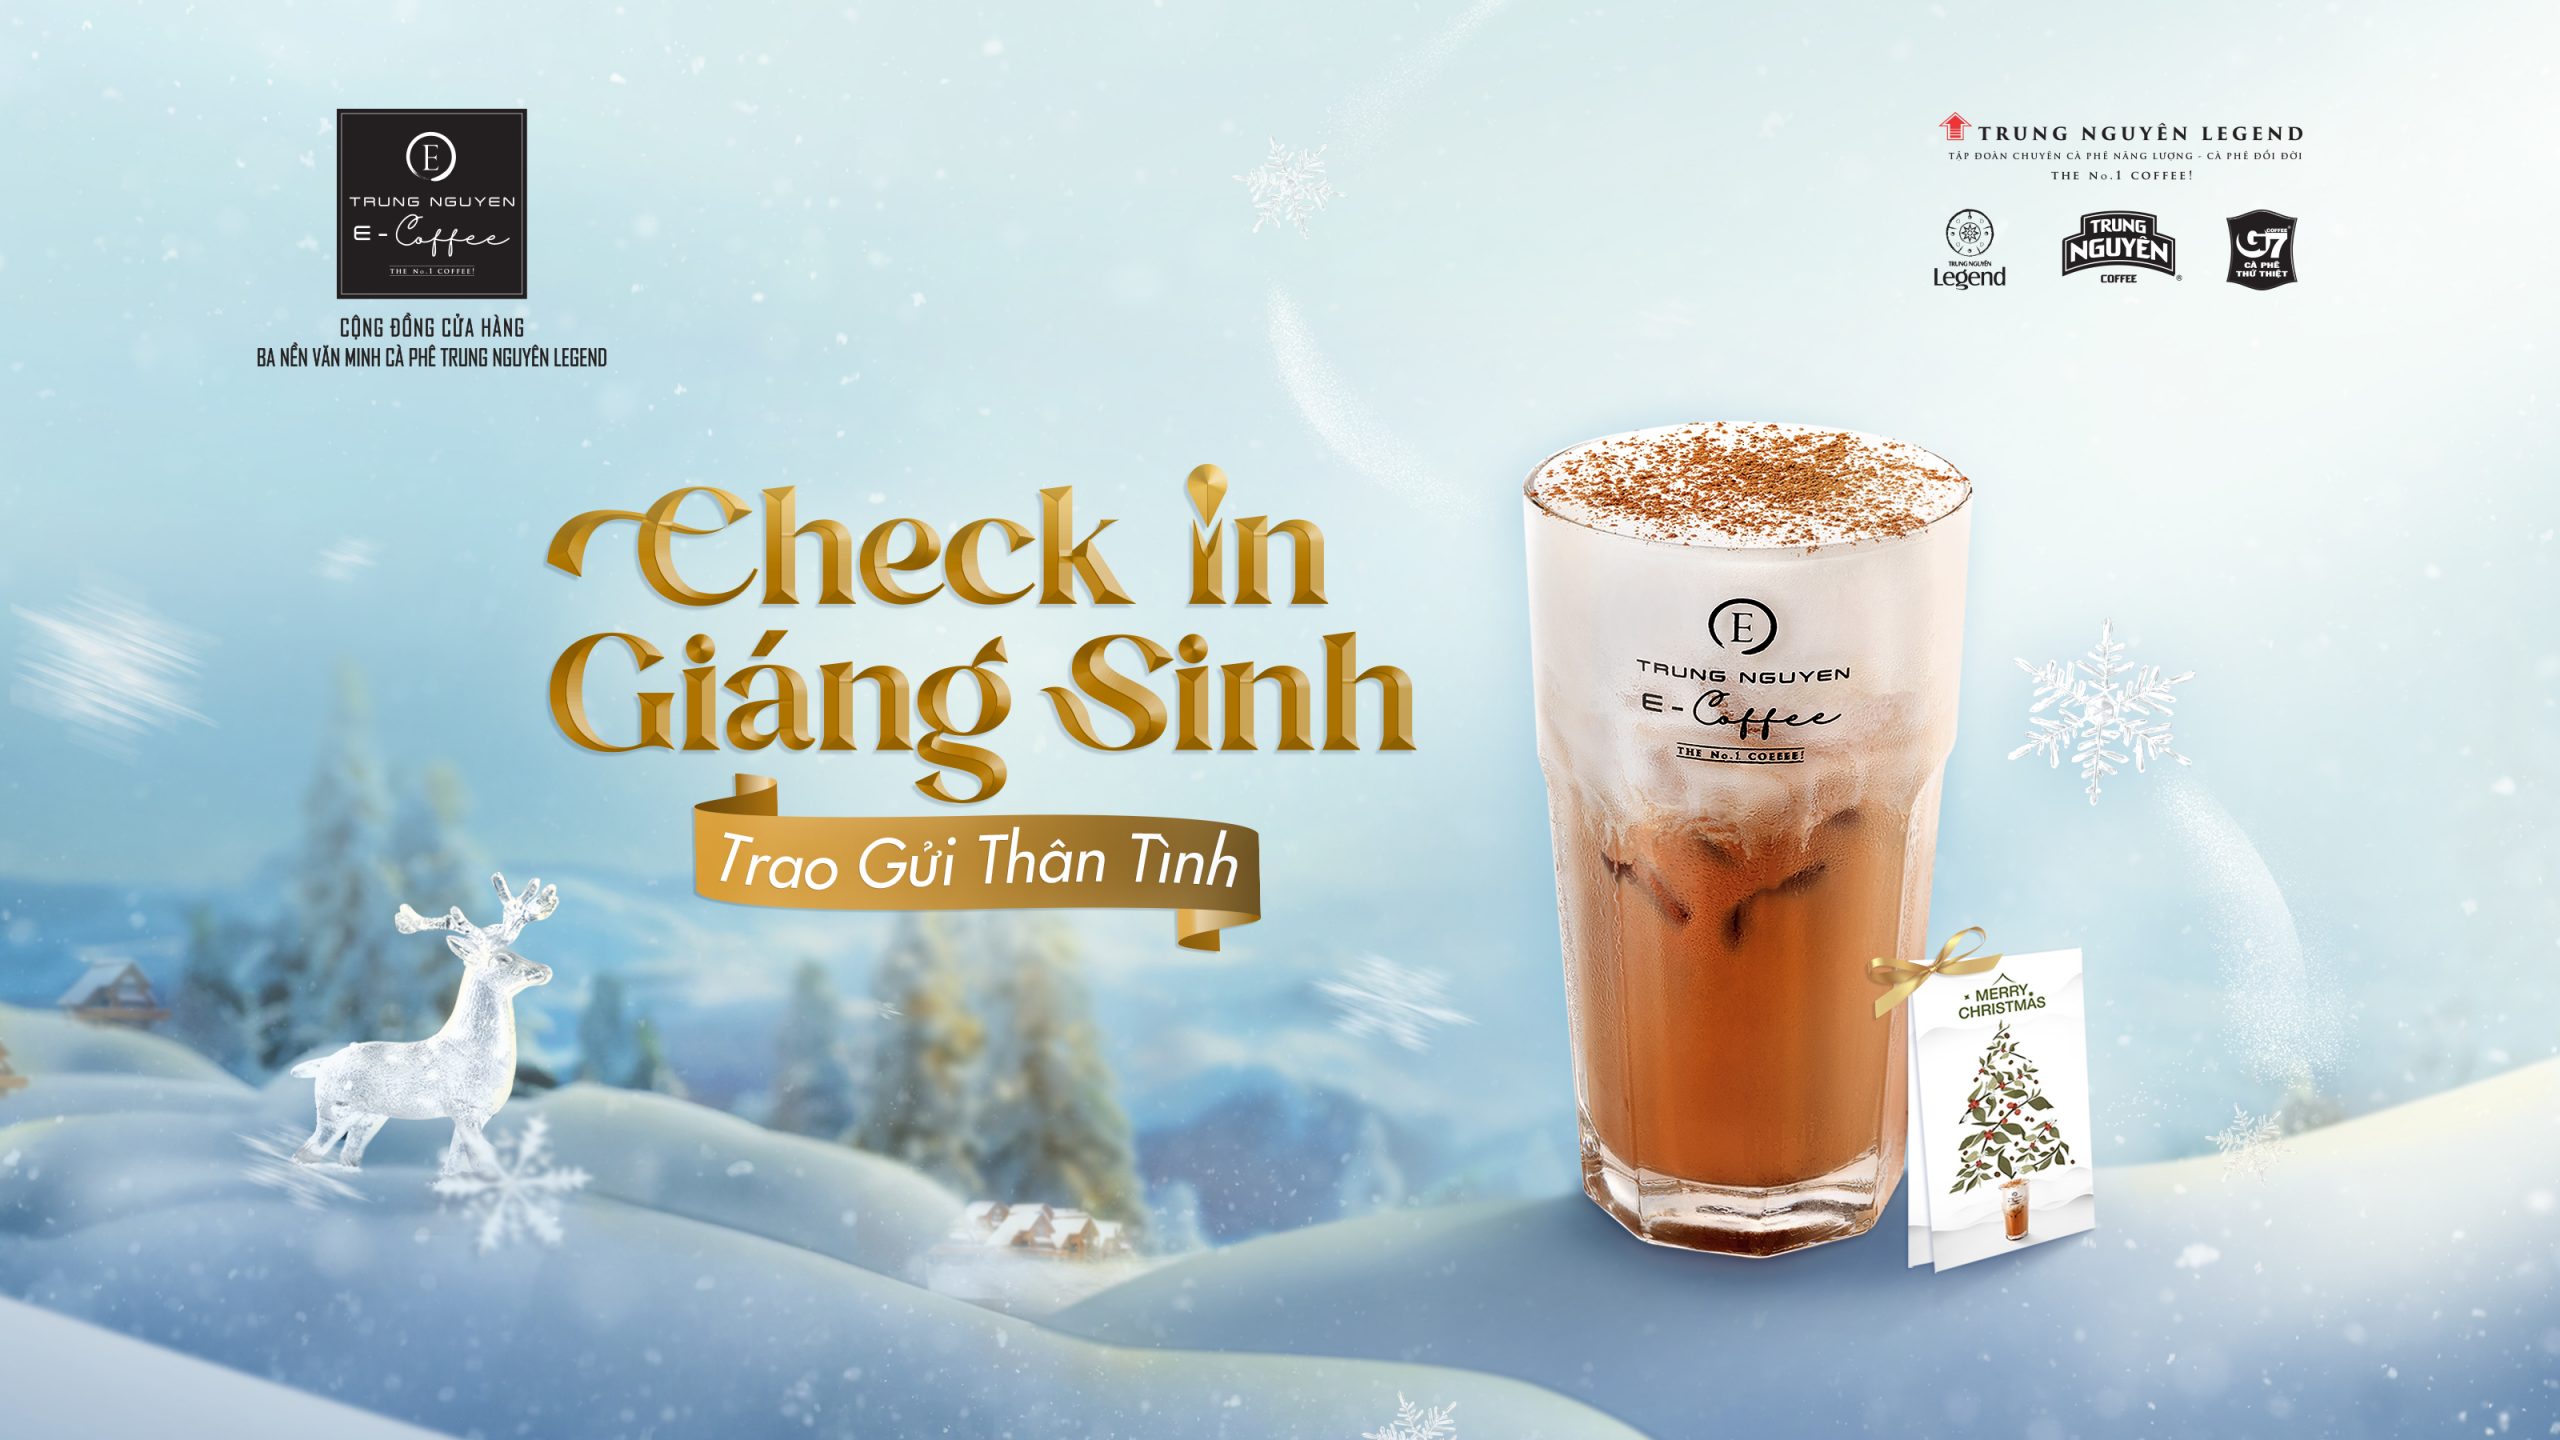 E
TRUNG NGUYEN
E - Coffee
THE No.1 COFFEE!
CỘNG ĐỒNG CỬA HÀNG
BA NỀN VĂN MINH CÀ PHÊ TRUNG NGUYÊN LEGEND
TRUNG NGUYÊN LEGEND
TẬP ĐOÀN CHUYÊN CÀ PHÊ NĂNG LƯỢNG - CÀ PHÊ ĐỔI ĐỜI
THE No.1 COFFEE!
TRUNG NGUYÊN
Legend
TRUNG
NGUYÊN
COFFEE ®
COFFEE
G7
CÀ PHÊ
THỨ THIỆT
Check in
Giáng Sinh
Trao Gửi Thân Tình
E
TRUNG NGUYEN
E - Coffee
THE No.1 COFFEE!
MERRY
CHRISTMAS